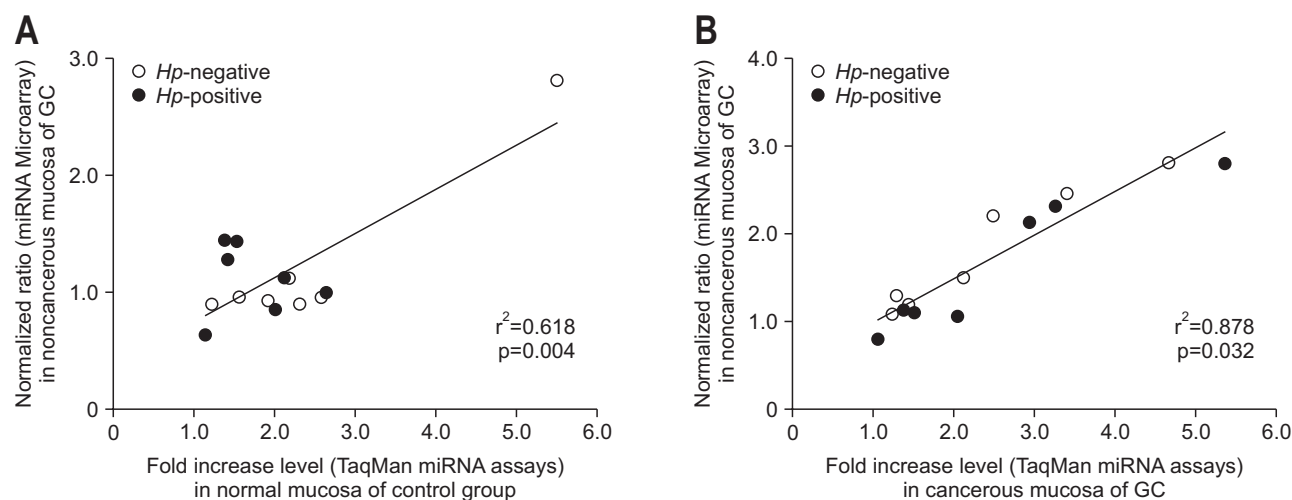 A
Normalized ratio (miRNA Microarray)
in noncancerous mucosa of GC
3.0
2.0
1.0
0
Hp-negative
Hp-positive
r²=0.618
p=0.004
0 1.0 2.0 3.0 4.0 5.0 6.0
Fold increase level (TaqMan miRNA assays)
in normal mucosa of control group
B
Normalized ratio (miRNA Microarray)
in noncancerous mucosa of GC
4.0
3.0
2.0
1.0
0
Hp-negative
Hp-positive
r²=0.878
p=0.032
0 1.0 2.0 3.0 4.0 5.0 6.0
Fold increase level (TaqMan miRNA assays)
in cancerous mucosa of GC